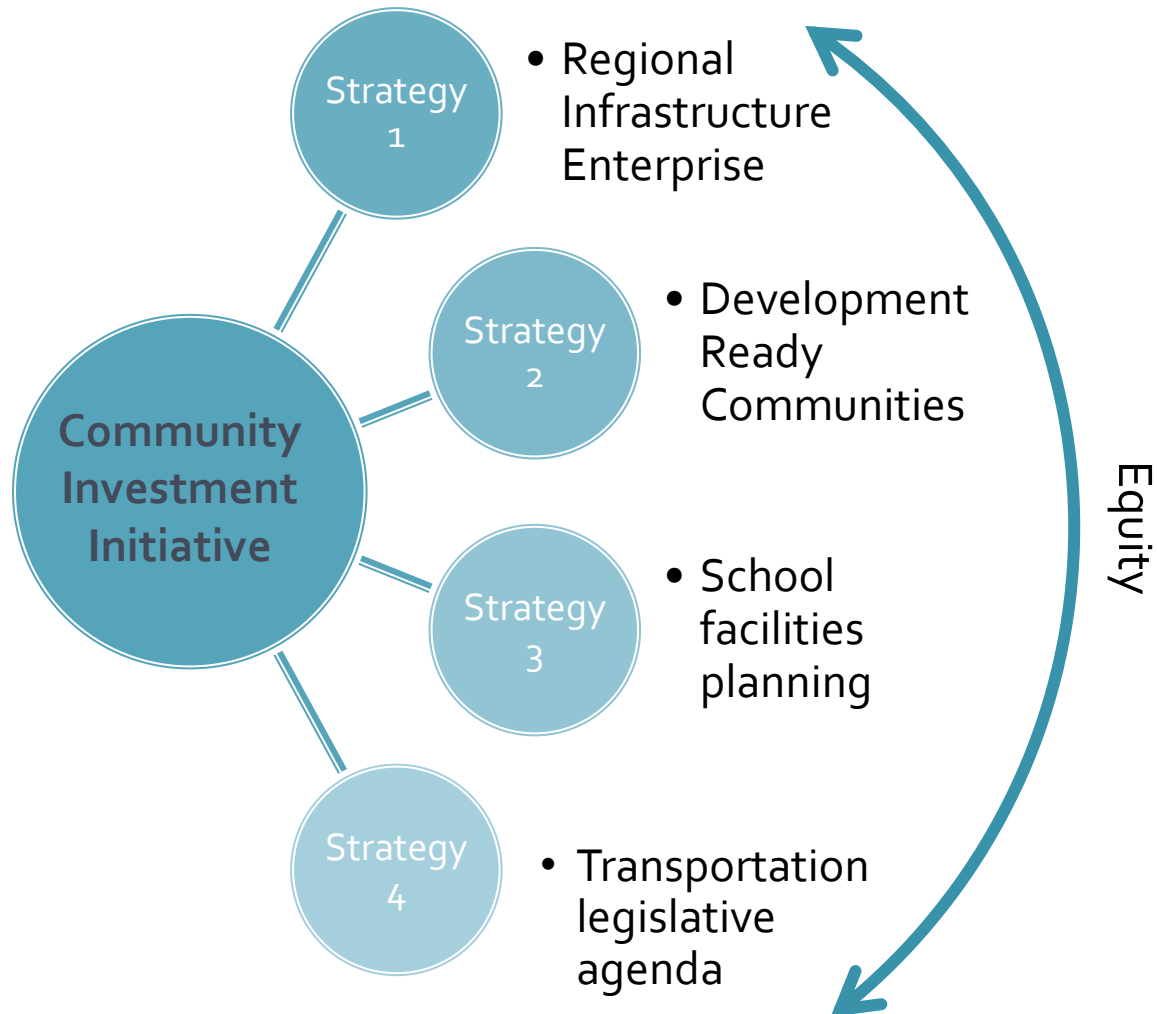 Community
Investment
Initiative
Strategy
1
• Regional
Infrastructure
Enterprise
Strategy
2
• Development
Ready
Communities
Strategy
3
• School
facilities
planning
Strategy
4
• Transportation
legislative
agenda
Equity